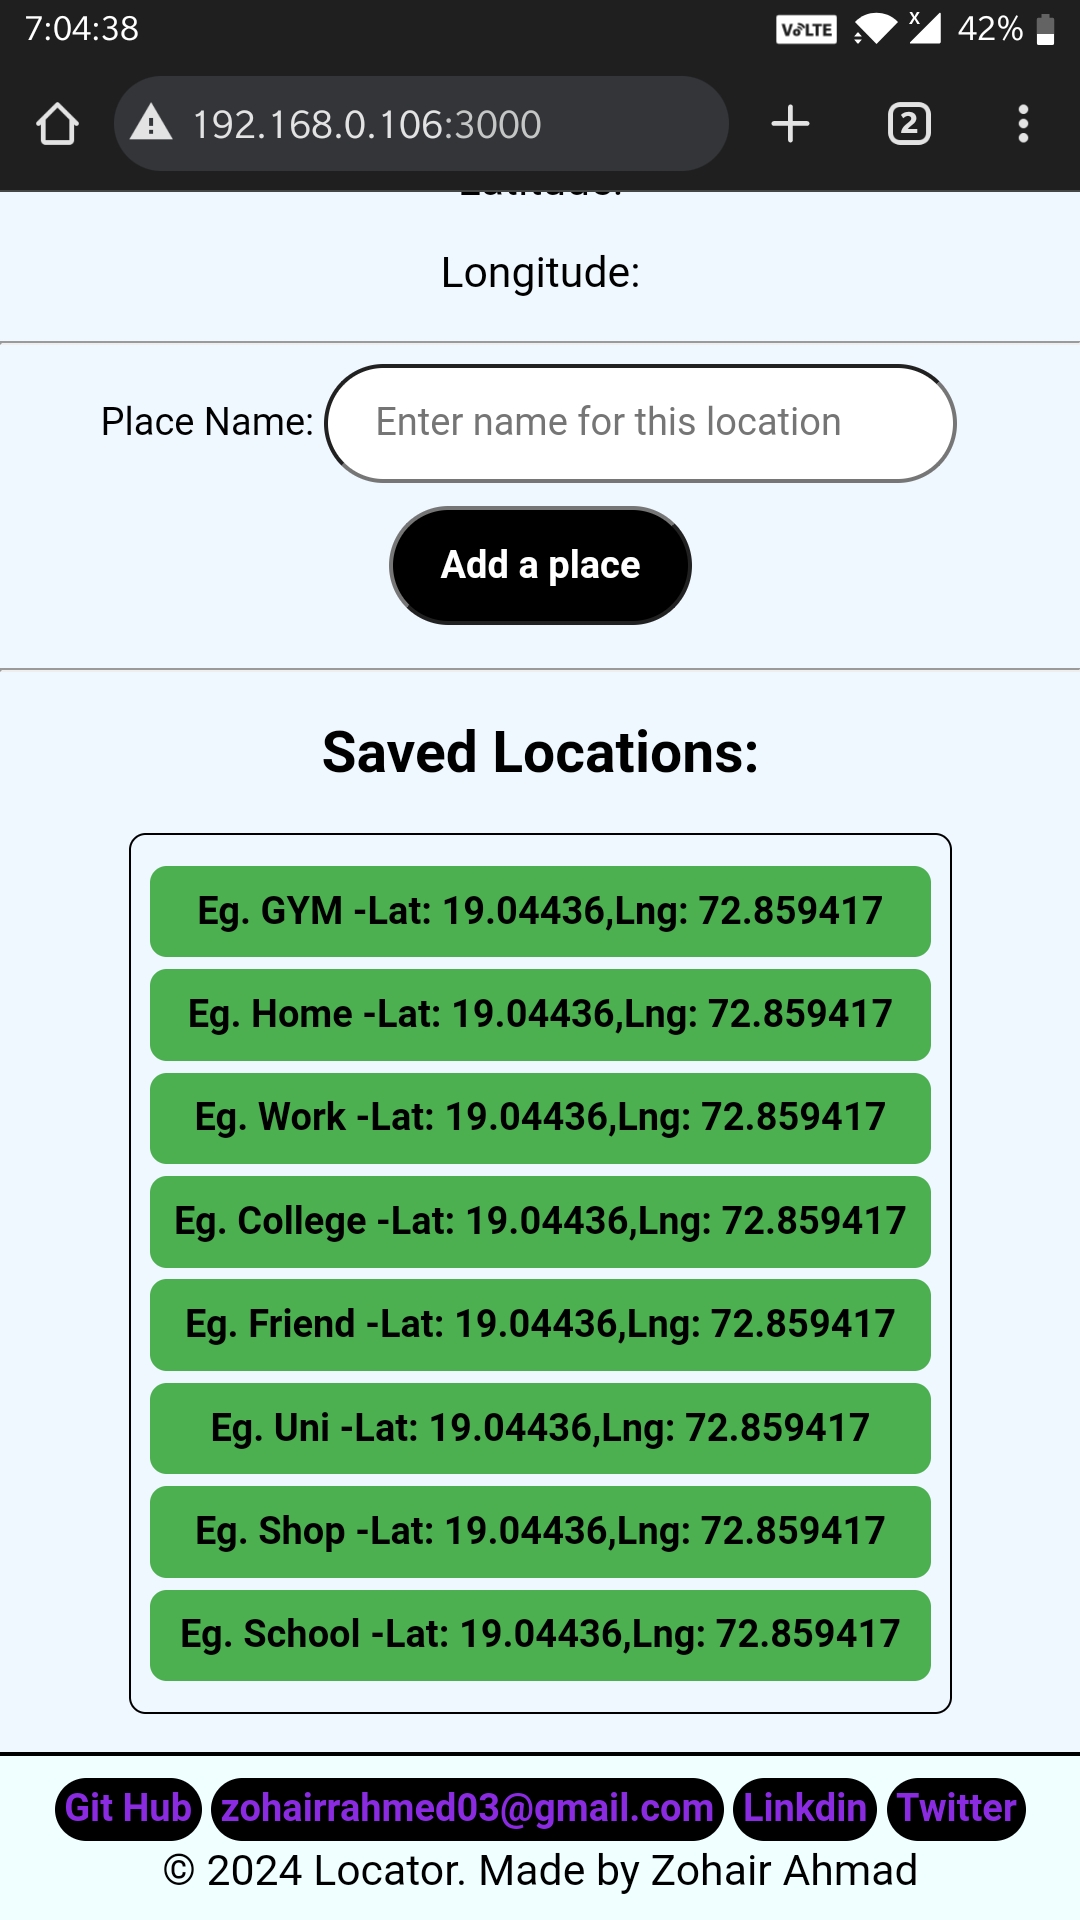 7:04:38 VoLTE X 42%
192.168.0.106:3000 2
Latitude:
Longitude:
Place Name: Enter name for this location
Add a place
Saved Locations:
Eg. GYM -Lat: 19.04436,Lng: 72.859417
Eg. Home -Lat: 19.04436,Lng: 72.859417
Eg. Work -Lat: 19.04436,Lng: 72.859417
Eg. College -Lat: 19.04436,Lng: 72.859417
Eg. Friend -Lat: 19.04436,Lng: 72.859417
Eg. Uni -Lat: 19.04436,Lng: 72.859417
Eg. Shop -Lat: 19.04436,Lng: 72.859417
Eg. School -Lat: 19.04436,Lng: 72.859417
Git Hub zohairrahmed03@gmail.com Linkdin Twitter
© 2024 Locator. Made by Zohair Ahmad